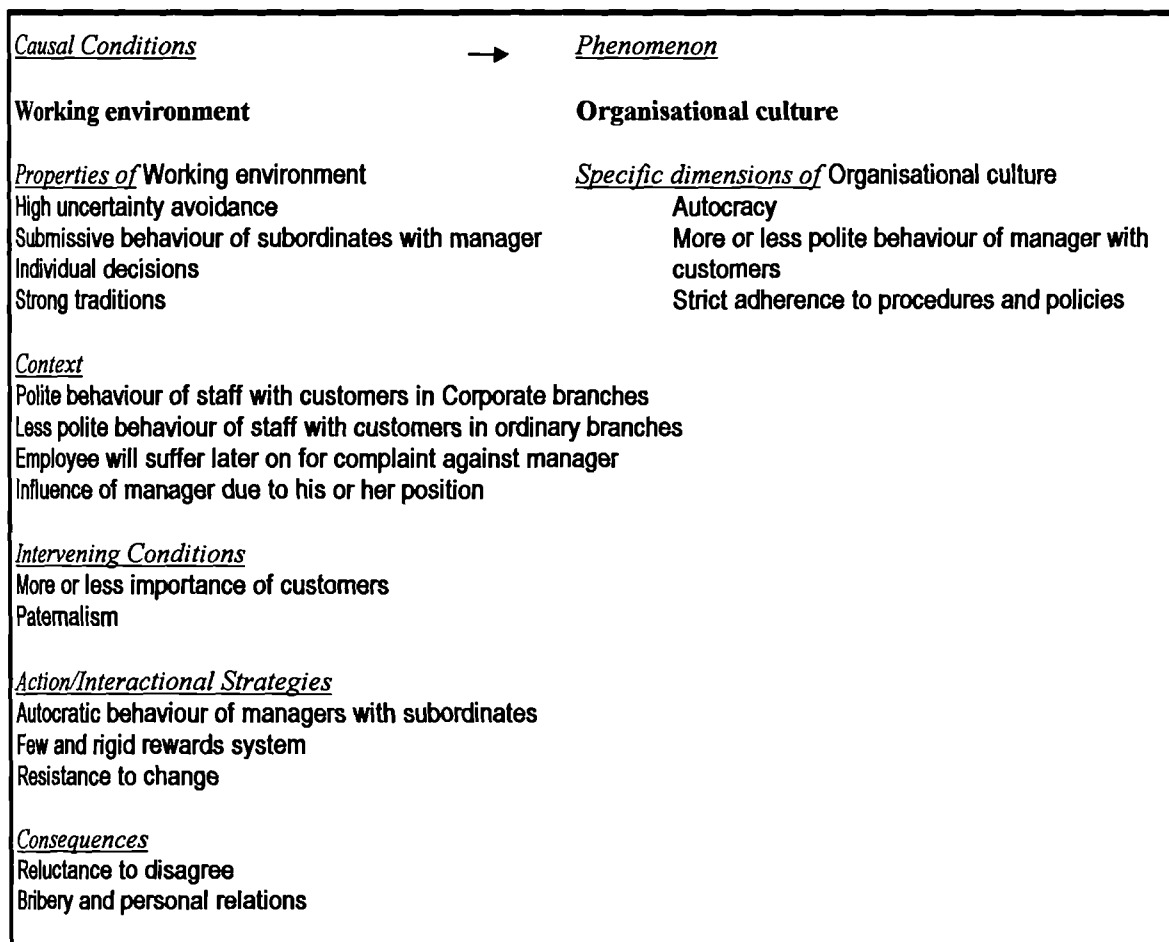 Causal Conditions → Phenomenon
Working environment Organisational culture
Properties of Working environment Specific dimensions of Organisational culture
High uncertainty avoidance Autocracy
Submissive behaviour of subordinates with manager More or less polite behaviour of manager with
Individual decisions customers
Strong traditions Strict adherence to procedures and policies
Context
Polite behaviour of staff with customers in Corporate branches
Less polite behaviour of staff with customers in ordinary branches
Employee will suffer later on for complaint against manager
Influence of manager due to his or her position
Intervening Conditions
More or less importance of customers
Paternalism
Action/Interactional Strategies
Autocratic behaviour of managers with subordinates
Few and rigid rewards system
Resistance to change
Consequences
Reluctance to disagree
Bribery and personal relations